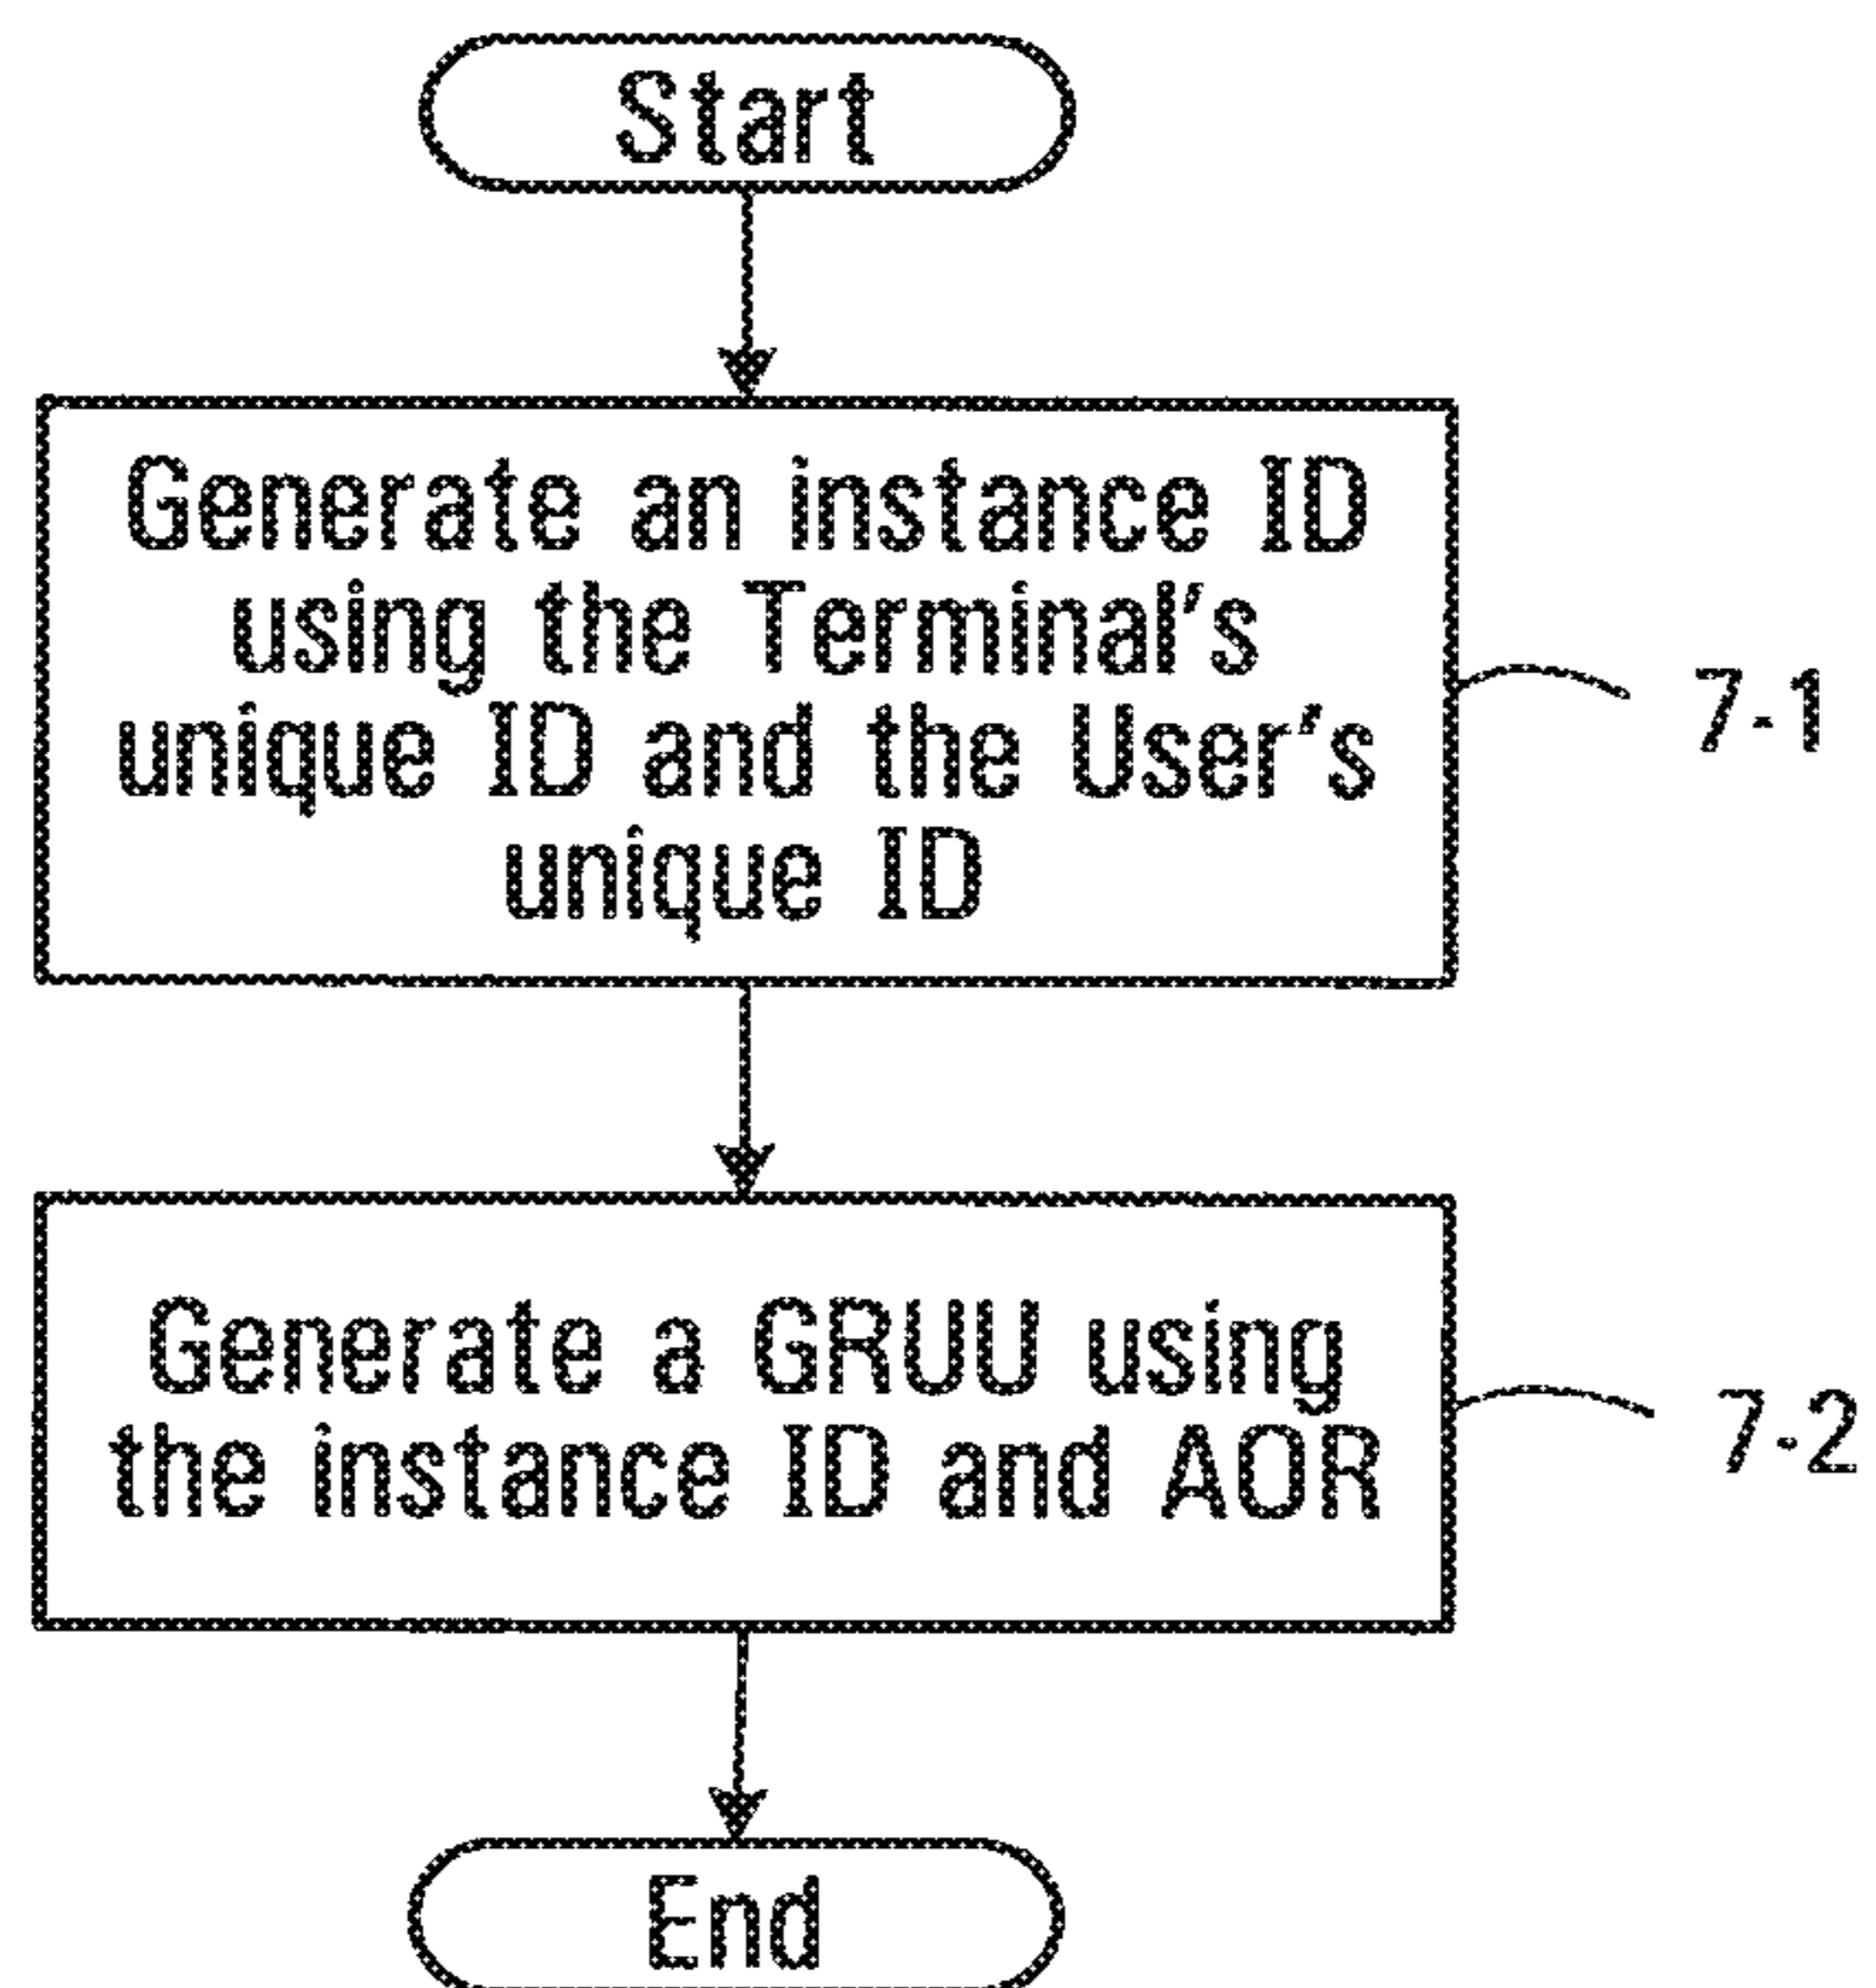 Start
Generate an instance ID
using the Terminal's
unique ID and the User's
unique ID
7-1
Generate a GRUU using
the instance ID and AOR
7-2
End